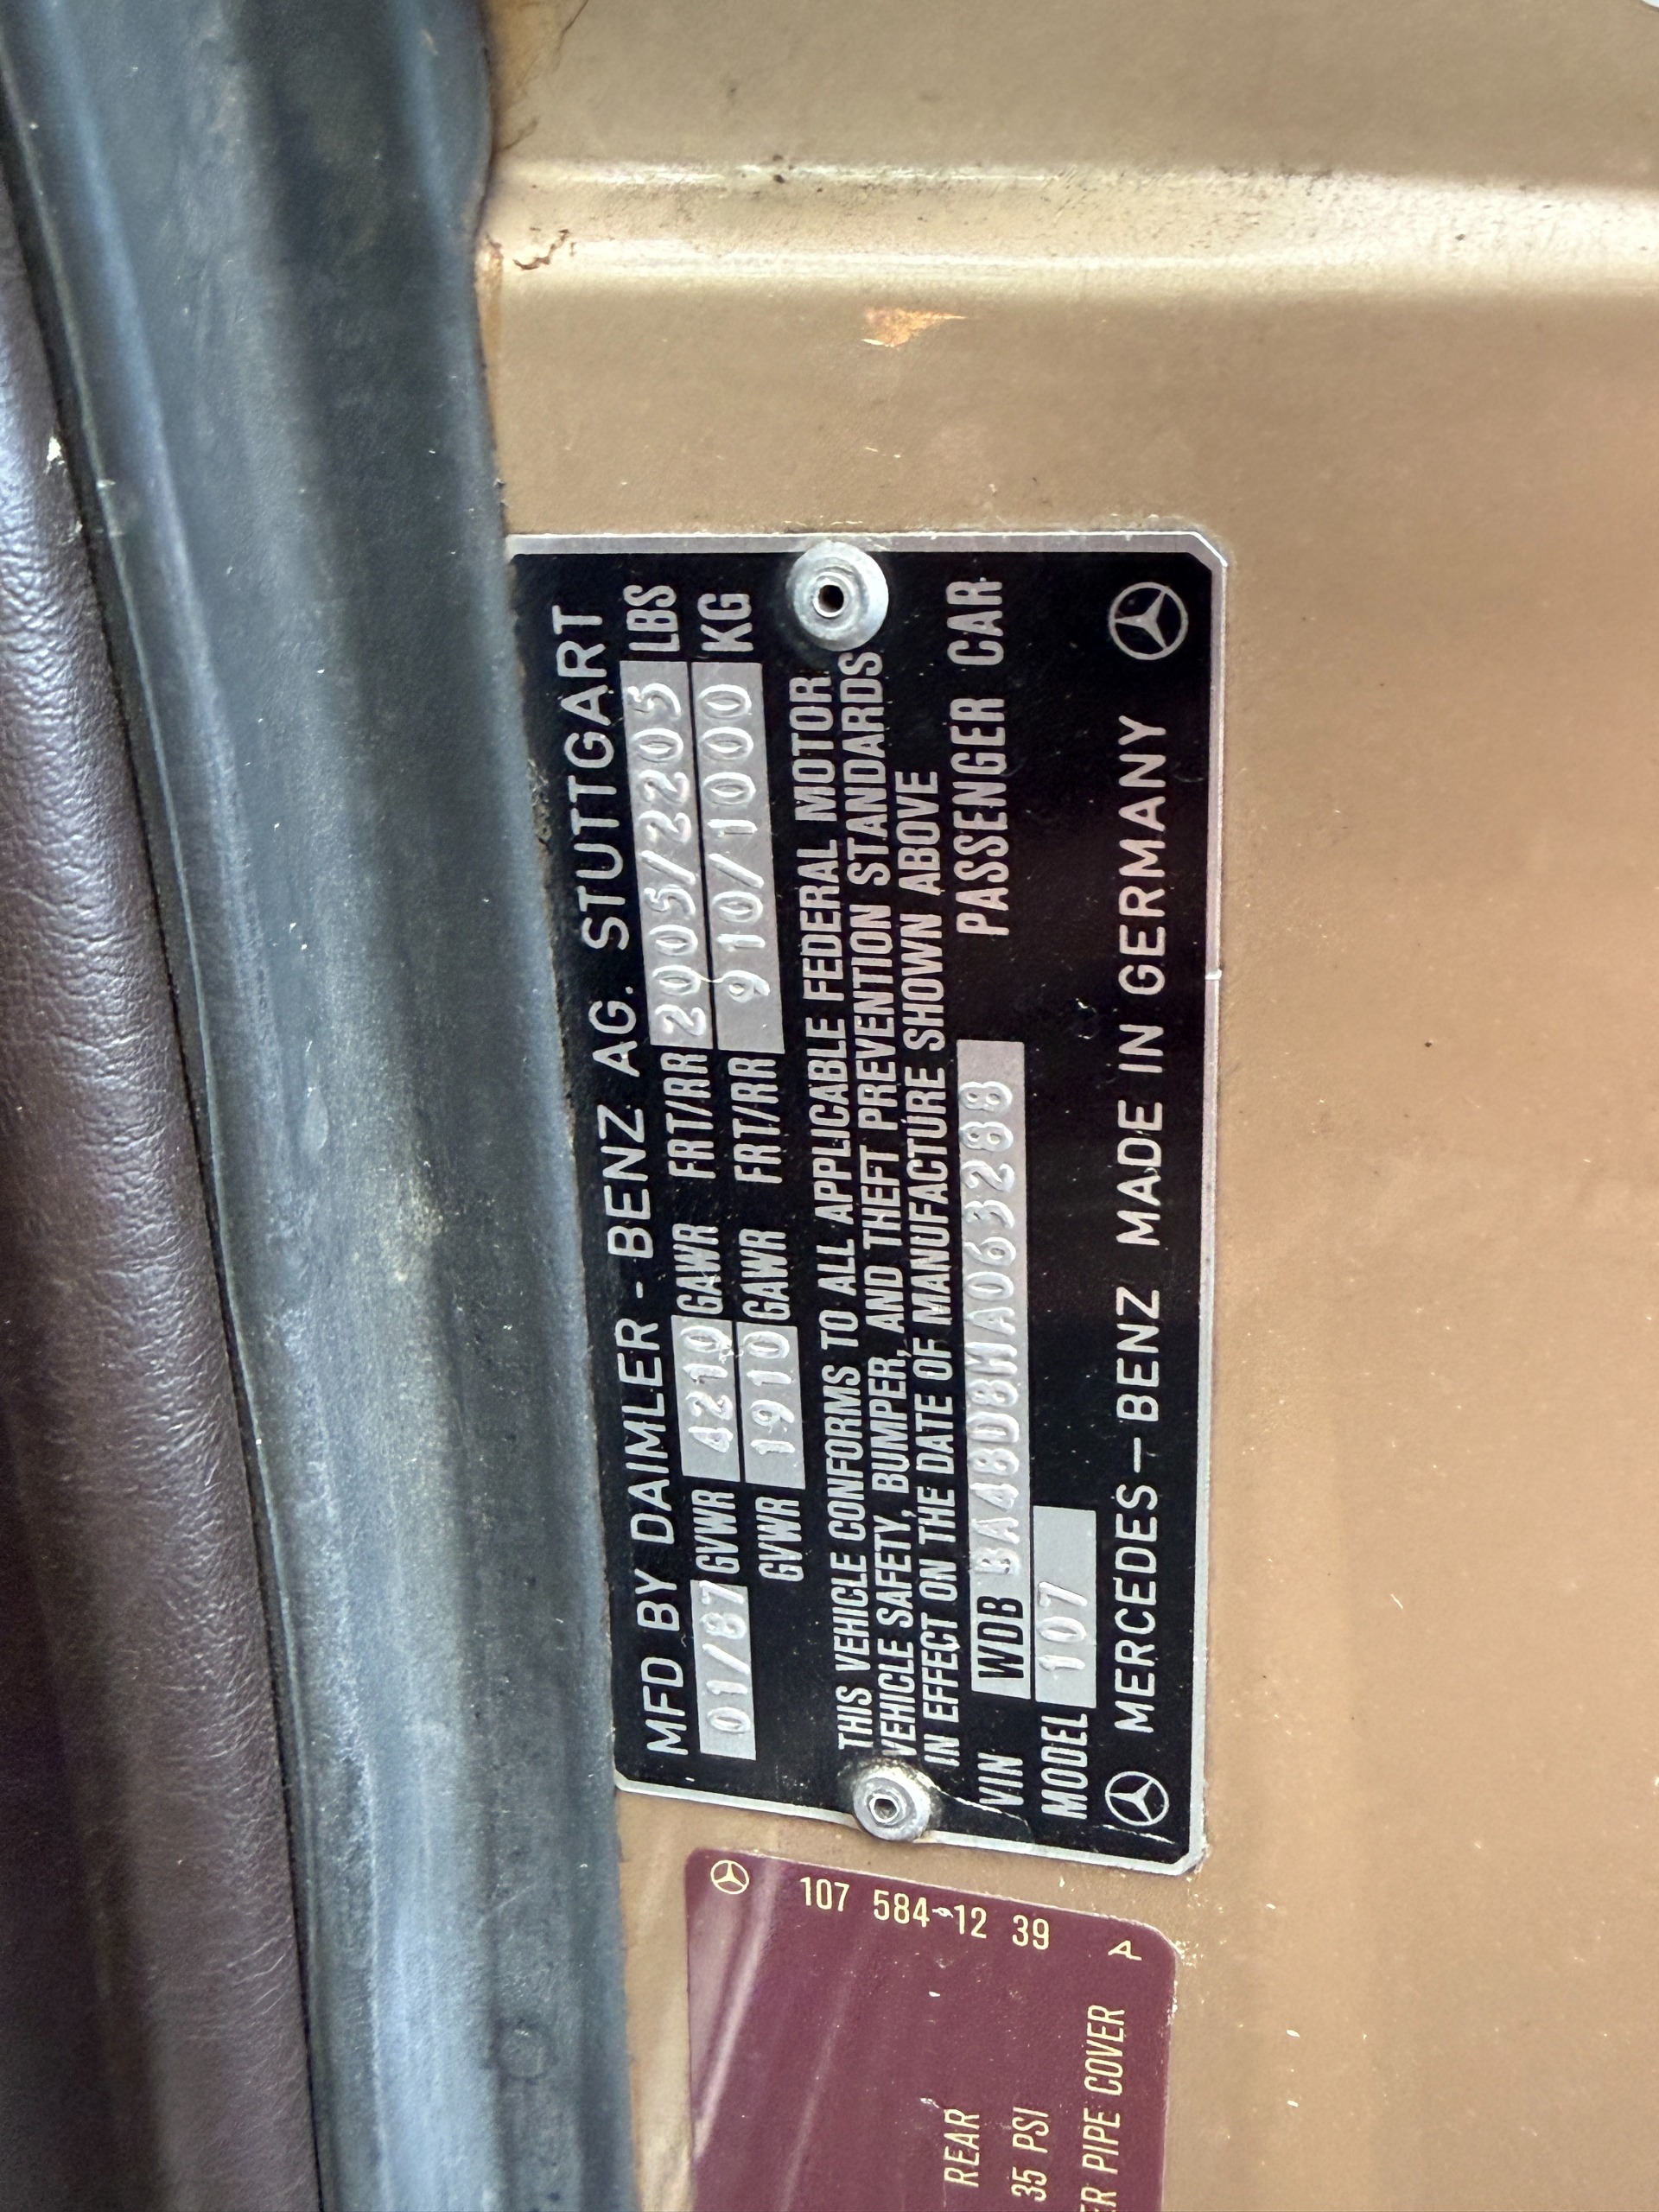 MFD BY DAIMLER - BENZ AG. STUTTGART
01/87 GVWR 4210 GAWR FRT/RR 2005/2205 LBS
GVWR 1910 GAWR FRT/RR 910/1000 KG
THIS VEHICLE CONFORMS TO ALL APPLICABLE FEDERAL MOTOR
VEHICLE SAFETY, BUMPER, AND THEFT PREVENTION STANDARDS
IN EFFECT ON THE DATE OF MANUFACTURE SHOWN ABOVE
VIN WDB BA48D8HA063288 PASSENGER CAR
MODEL 107
MERCEDES-BENZ MADE IN GERMANY
107 584 12 39 A
REAR
35 PSI
ER PIPE COVER